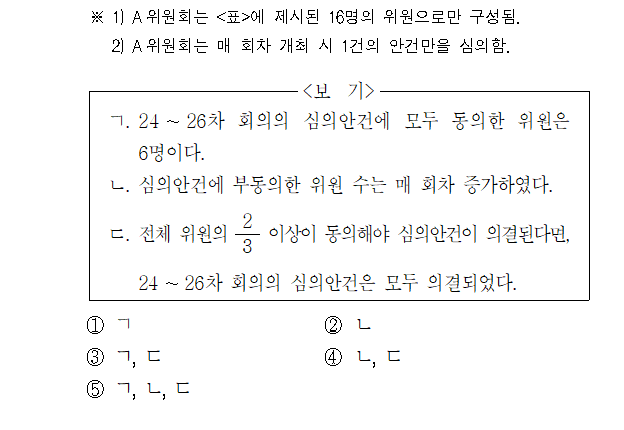 ※ 1) A위원회는 <표>에 제시된 16명의 위원으로만 구성됨.
2) A위원회는 매 회차 개최 시 1건의 안건만을 심의함.
<보 기>
ㄱ. 24 ~ 26차 회의의 심의안건에 모두 동의한 위원은
6명이다.
ㄴ. 심의안건에 부동의한 위원 수는 매 회차 증가하였다.
ㄷ. 전체 위원의 2/3 이상이 동의해야 심의안건이 의결된다면,
24 ~ 26차 회의의 심의안건은 모두 의결되었다.
① ㄱ ② ㄴ
③ ㄱ, ㄷ ④ ㄴ, ㄷ
⑤ ㄱ, ㄴ, ㄷ